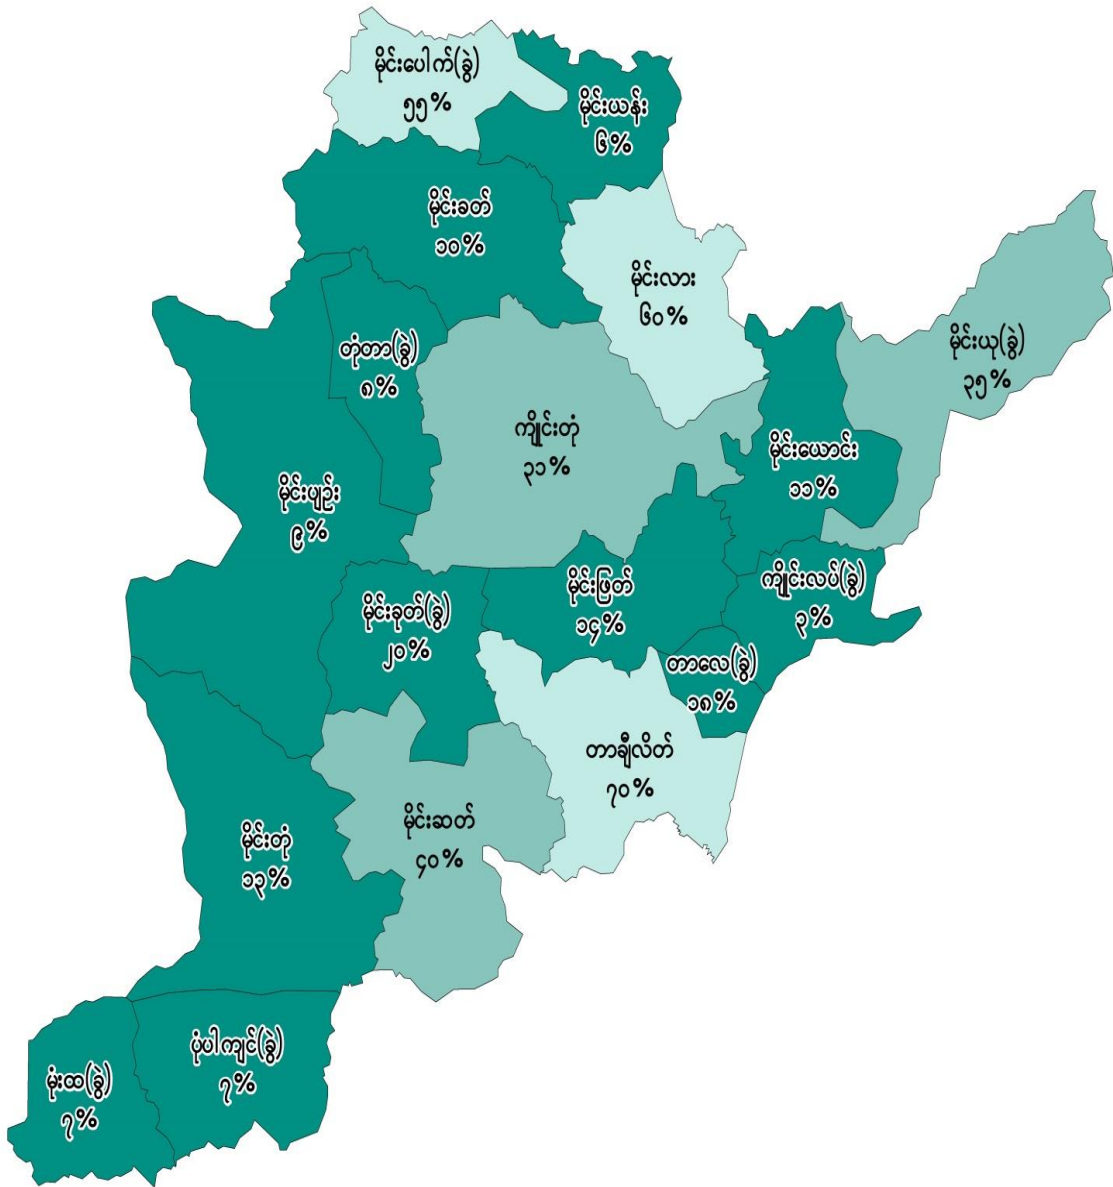 မိုင်းပေါက်(ခွဲ)
၅၅%
မိုင်းယန်း
၆%
မိုင်းခတ်
၁၀%
မိုင်းလား
၆၀%
မိုင်းယု(ခွဲ)
၃၅%
တုံတာ(ခွဲ)
၈%
ကျိုင်းတုံ
၃၁%
မိုင်းယောင်း
၁၁%
မိုင်းပျဉ်း
၉%
မိုင်းဖြတ်
၁၄%
ကျိုင်းလပ်(ခွဲ)
၃%
မိုင်းခုတ်(ခွဲ)
၂၀%
တာလေ(ခွဲ)
၁၈%
တာချီလိတ်
၇၀%
မိုင်းဆတ်
၄၀%
မိုင်းတုံ
၁၃%
ပုံပါကျင်(ခွဲ)
၇%
မုံးထ(ခွဲ)
၇%